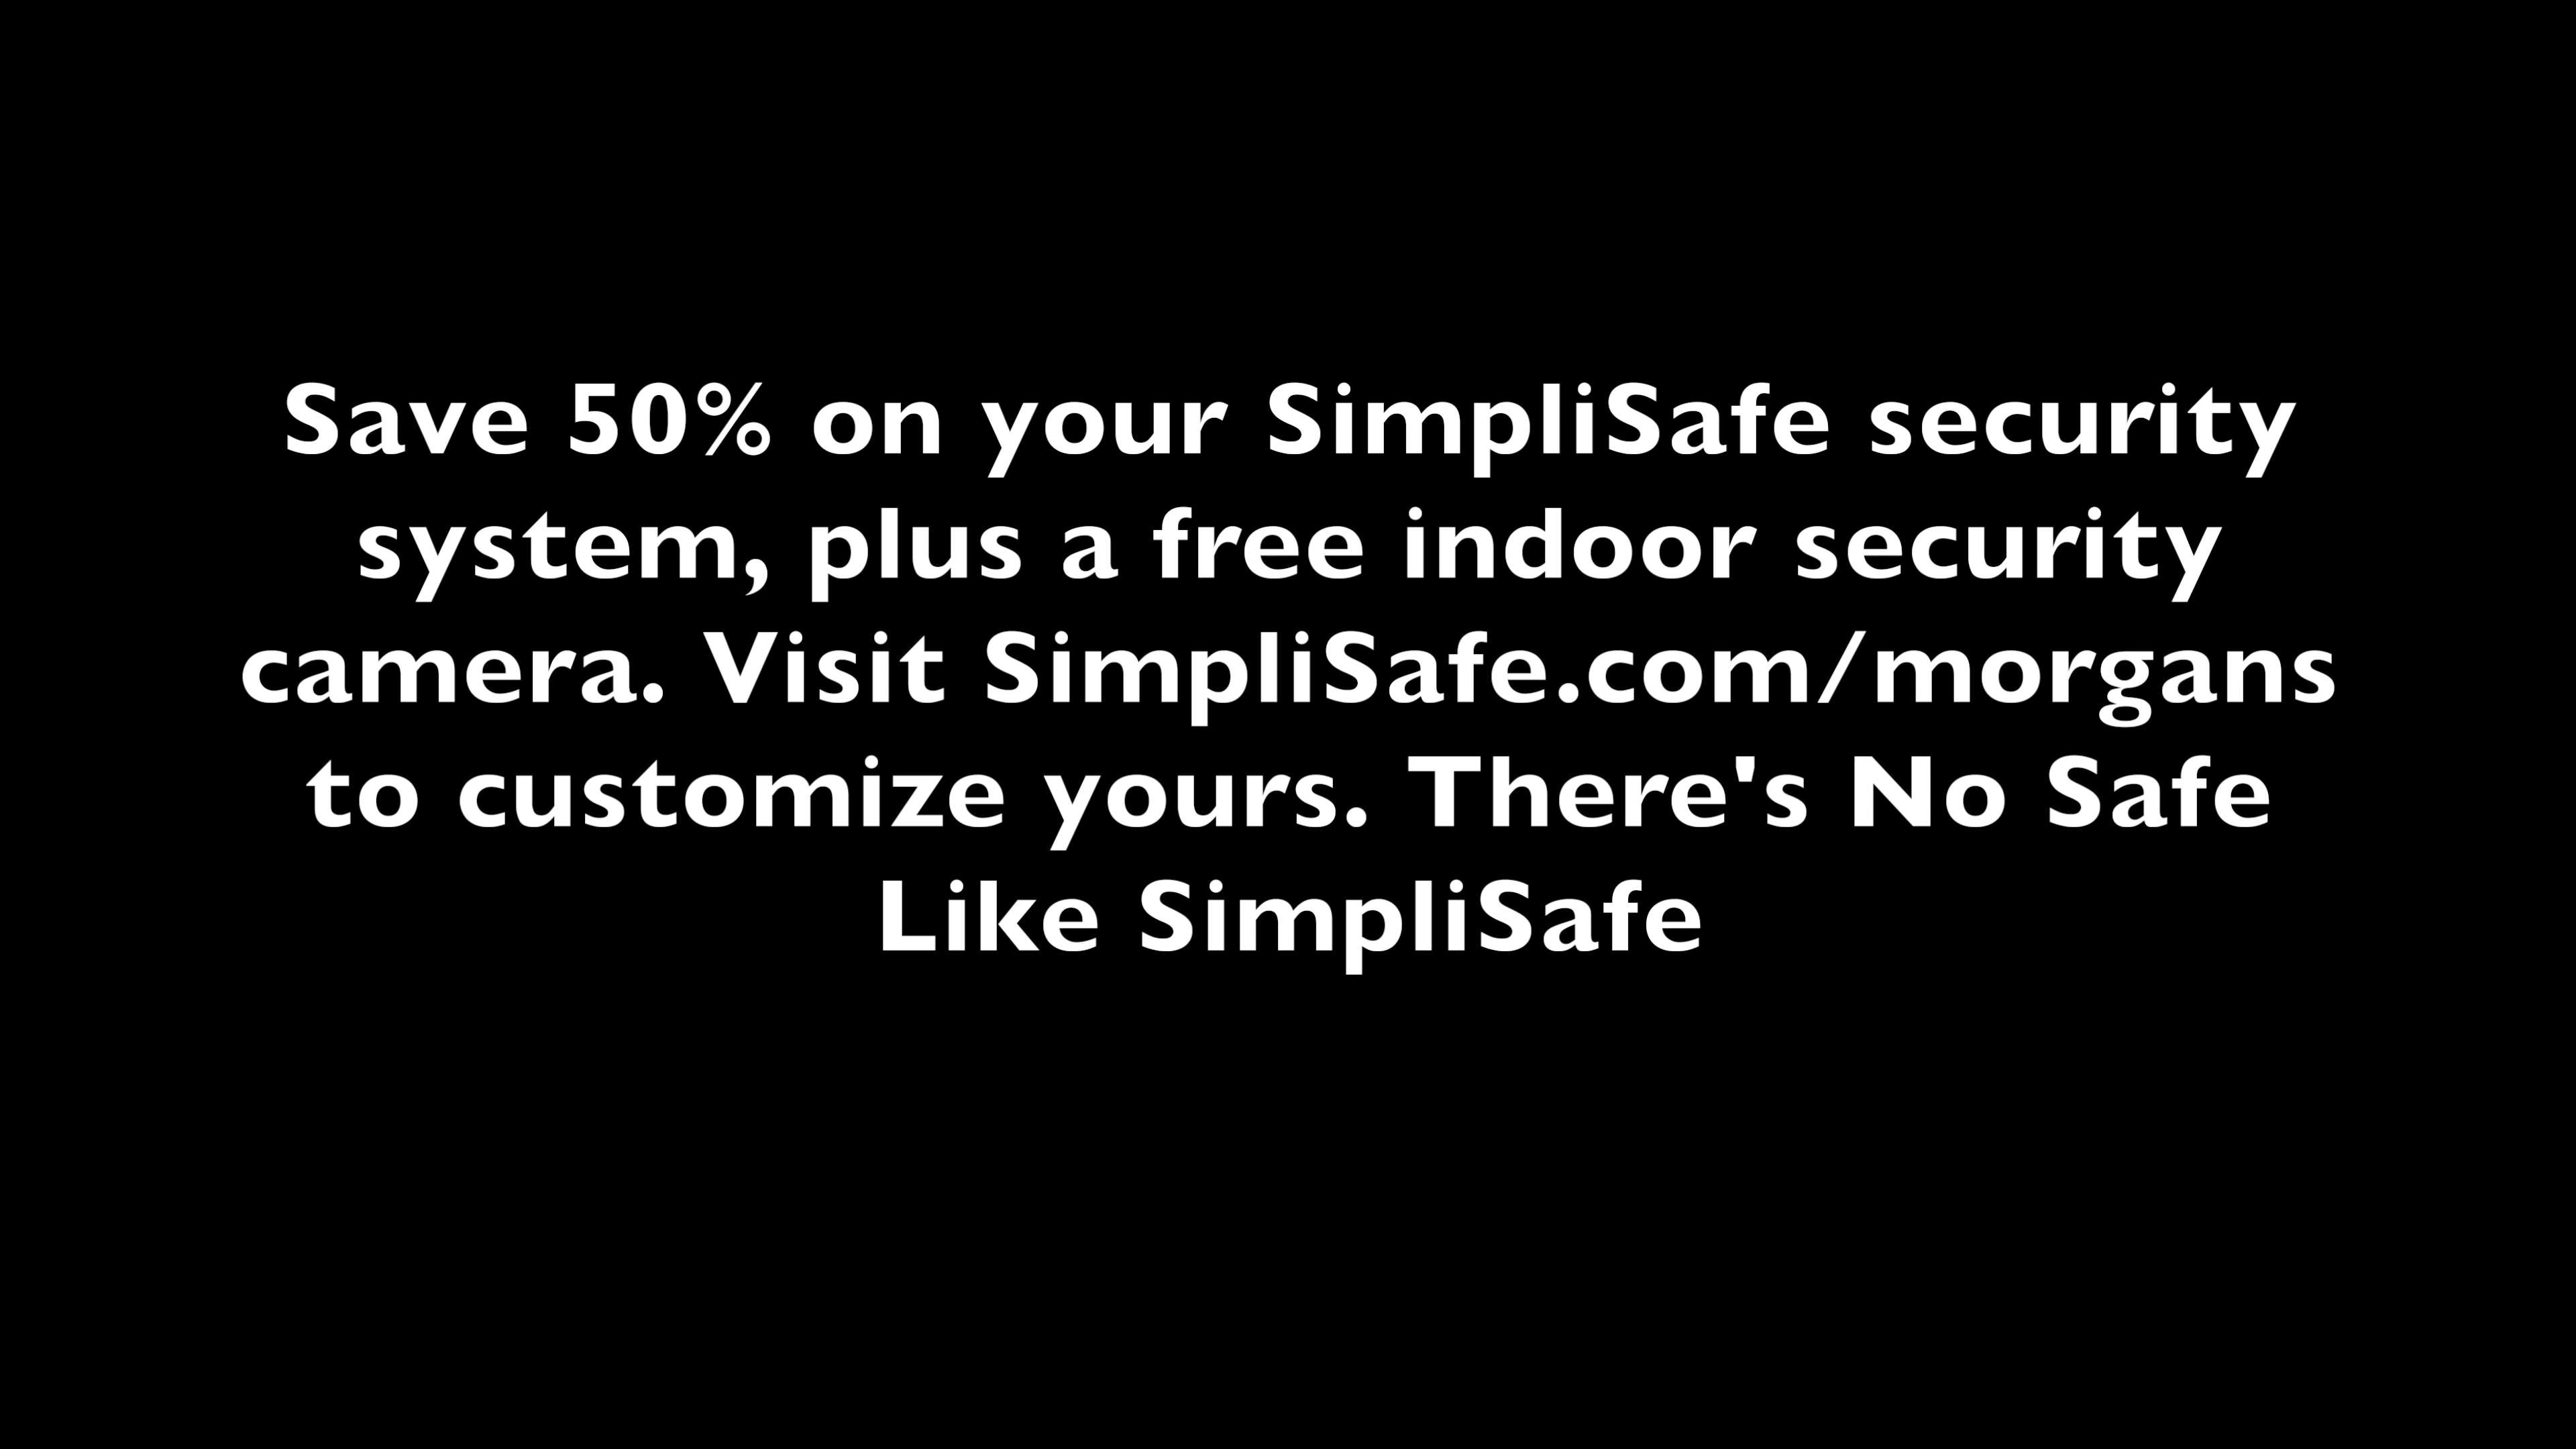 Save 50% on your SimpliSafe security
system, plus a free indoor security
camera. Visit SimpliSafe.com/morgans
to customize yours. There's No Safe
Like SimpliSafe